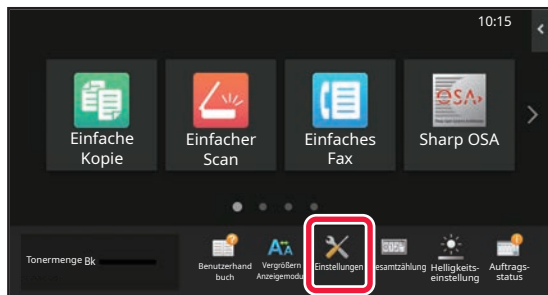 10:15
Einfache
Kopie
Einfacher
Scan
Einfaches
Fax
OSA
Sharp OSA
Tonermenge Bk
Benutzerhand
buch
Vergrößern
Anzeigemodu
Einstellungen
esamtzählung
Helligkeits-
einstellung
Auftrags-
status